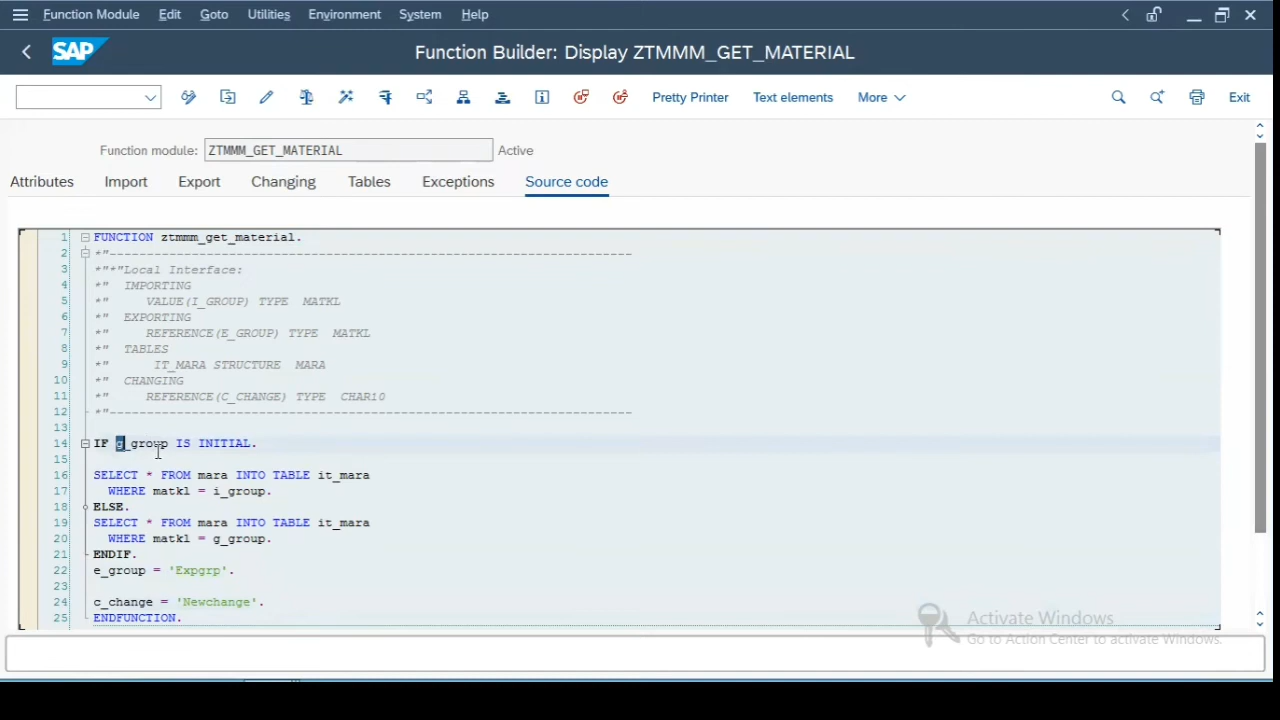 Function Module Edit Goto Utilities Environment System Help
SAP Function Builder: Display ZTMMM_GET_MATERIAL
Pretty Printer Text elements More Exit
Function module: ZTMMM_GET_MATERIAL Active
Attributes Import Export Changing Tables Exceptions Source code
1 FUNCTION ztmmm_get_material.
2 *"----------------------------------------------------------------------
3 *"*"Local Interface:
4 *" IMPORTING
5 *" VALUE(I_GROUP) TYPE MATKL
6 *" EXPORTING
7 *" REFERENCE(E_GROUP) TYPE MATKL
8 *" TABLES
9 *" IT_MARA STRUCTURE MARA
10 *" CHANGING
11 *" REFERENCE(C_CHANGE) TYPE CHAR10
12 *"----------------------------------------------------------------------
13
14 IF g_group IS INITIAL.
15
16 SELECT * FROM mara INTO TABLE it_mara
17 WHERE matkl = i_group.
18 ELSE.
19 SELECT * FROM mara INTO TABLE it_mara
20 WHERE matkl = g_group.
21 ENDIF.
22 e_group = 'Expgrp'.
23
24 c_change = 'Newchange'.
25 ENDFUNCTION.
Activate Windows
Go to Action Center to activate Windows.